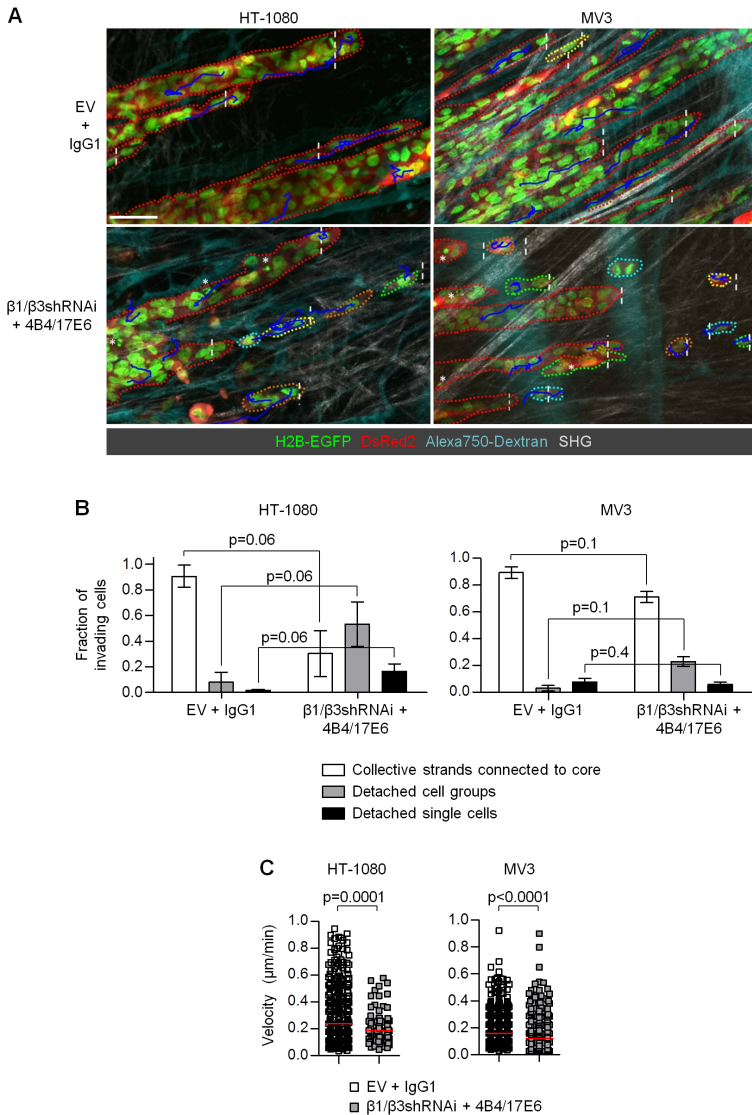 A
HT-1080 MV3
EV
+
IgG1
β1/β3shRNAi
+ 4B4/17E6
* * * * * *
H2B-EGFP DsRed2 Alexa750-Dextran SHG
B
HT-1080 MV3
Fraction of
invading cells
1.0
0.8
0.6
0.4
0.2
0.0
p=0.06
p=0.06
p=0.06
EV + IgG1 β1/β3shRNAi +
4B4/17E6
1.0
0.8
0.6
0.4
0.2
0.0
p=0.1
p=0.1
p=0.4
EV + IgG1 β1/β3shRNAi +
4B4/17E6
Collective strands connected to core
Detached cell groups
Detached single cells
C
HT-1080 MV3
p=0.0001 p<0.0001
Velocity (µm/min)
1.0
0.8
0.6
0.4
0.2
0.0
1.0
0.8
0.6
0.4
0.2
0.0
EV + IgG1
β1/β3shRNAi + 4B4/17E6